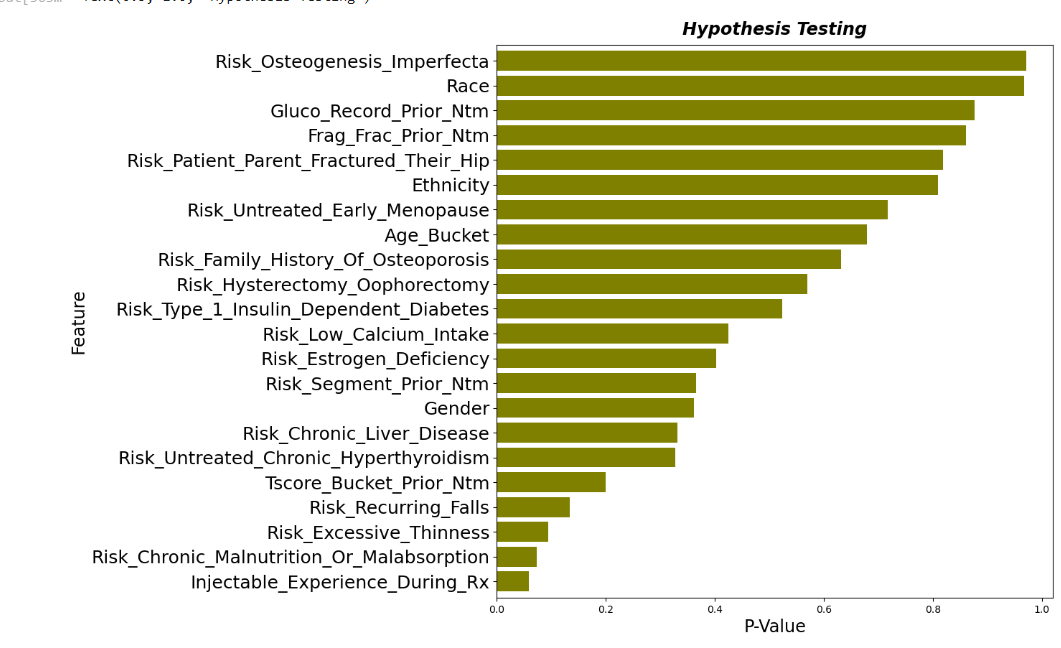 Hypothesis Testing
Risk_Osteogenesis_Imperfecta
Race
Gluco_Record_Prior_Ntm
Frag_Frac_Prior_Ntm
Risk_Patient_Parent_Fractured_Their_Hip
Ethnicity
Risk_Untreated_Early_Menopause
Age_Bucket
Risk_Family_History_Of_Osteoporosis
Risk_Hysterectomy_Oophorectomy
Risk_Type_1_Insulin_Dependent_Diabetes
Risk_Low_Calcium_Intake
Risk_Estrogen_Deficiency
Risk_Segment_Prior_Ntm
Gender
Risk_Chronic_Liver_Disease
Risk_Untreated_Chronic_Hyperthyroidism
Tscore_Bucket_Prior_Ntm
Risk_Recurring_Falls
Risk_Excessive_Thinness
Risk_Chronic_Malnutrition_Or_Malabsorption
Injectable_Experience_During_Rx
Feature
0.0 0.2 0.4 0.6 0.8 1.0
P-Value